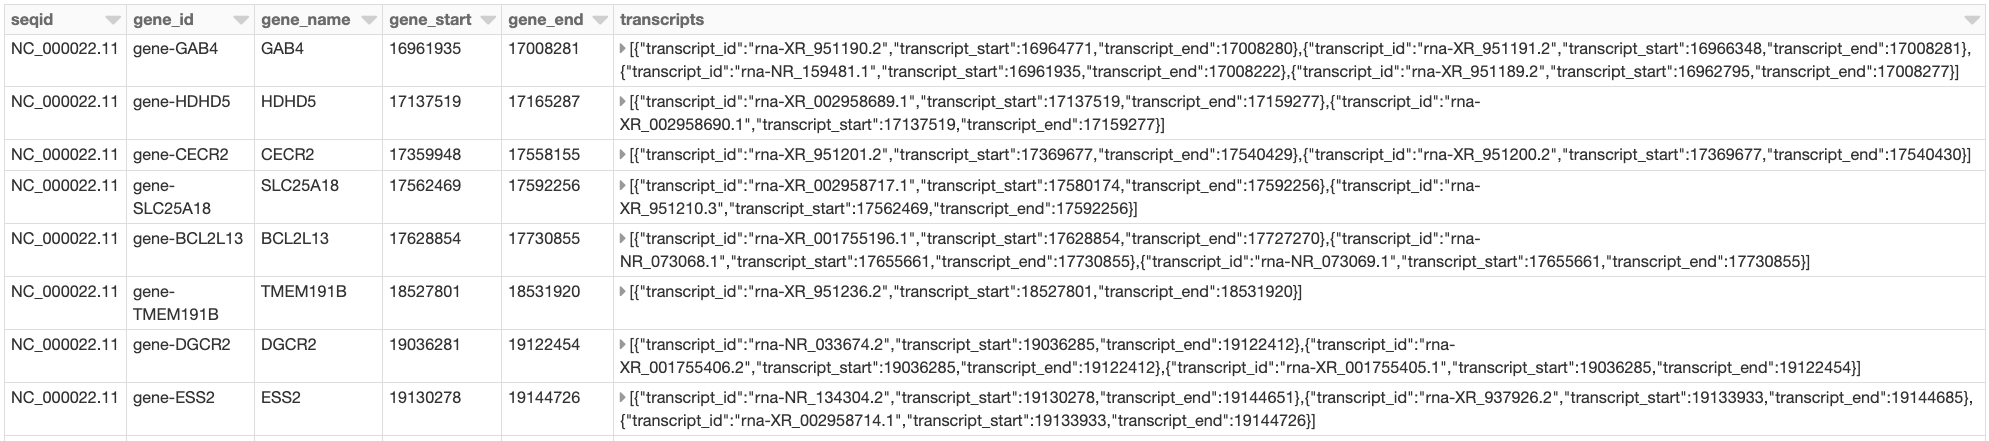 seqid gene_id gene_name gene_start gene_end transcripts
NC_000022.11 gene-GAB4 GAB4 16961935 17008281 [{"transcript_id":"rna-XR_951190.2","transcript_start":16964771,"transcript_end":17008280},{"transcript_id":"rna-XR_951191.2","transcript_start":16966348,"transcript_end":17008281},
{"transcript_id":"rna-NR_159481.1","transcript_start":16961935,"transcript_end":17008222},{"transcript_id":"rna-XR_951189.2","transcript_start":16962795,"transcript_end":17008277}]
NC_000022.11 gene-HDHD5 HDHD5 17137519 17165287 [{"transcript_id":"rna-XR_002958689.1","transcript_start":17137519,"transcript_end":17159277},{"transcript_id":"rna-
XR_002958690.1","transcript_start":17137519,"transcript_end":17159277}]
NC_000022.11 gene-CECR2 CECR2 17359948 17558155 [{"transcript_id":"rna-XR_951201.2","transcript_start":17369677,"transcript_end":17540429},{"transcript_id":"rna-XR_951200.2","transcript_start":17369677,"transcript_end":17540430}]
NC_000022.11 gene- SLC25A18 17562469 17592256 [{"transcript_id":"rna-XR_002958717.1","transcript_start":17580174,"transcript_end":17592256},{"transcript_id":"rna-
SLC25A18 XR_951210.3","transcript_start":17562469,"transcript_end":17592256}]
NC_000022.11 gene-BCL2L13 BCL2L13 17628854 17730855 [{"transcript_id":"rna-XR_001755196.1","transcript_start":17628854,"transcript_end":17727270},{"transcript_id":"rna-
NR_073068.1","transcript_start":17655661,"transcript_end":17730855},{"transcript_id":"rna-NR_073069.1","transcript_start":17655661,"transcript_end":17730855}]
NC_000022.11 gene- TMEM191B 18527801 18531920 [{"transcript_id":"rna-XR_951236.2","transcript_start":18527801,"transcript_end":18531920}]
TMEM191B
NC_000022.11 gene-DGCR2 DGCR2 19036281 19122454 [{"transcript_id":"rna-NR_033674.2","transcript_start":19036285,"transcript_end":19122412},{"transcript_id":"rna-
XR_001755406.2","transcript_start":19036285,"transcript_end":19122412},{"transcript_id":"rna-XR_001755405.1","transcript_start":19036285,"transcript_end":19122454}]
NC_000022.11 gene-ESS2 ESS2 19130278 19144726 [{"transcript_id":"rna-NR_134304.2","transcript_start":19130278,"transcript_end":19144651},{"transcript_id":"rna-XR_937926.2","transcript_start":19133933,"transcript_end":19144685},
{"transcript_id":"rna-XR_002958714.1","transcript_start":19133933,"transcript_end":19144726}]